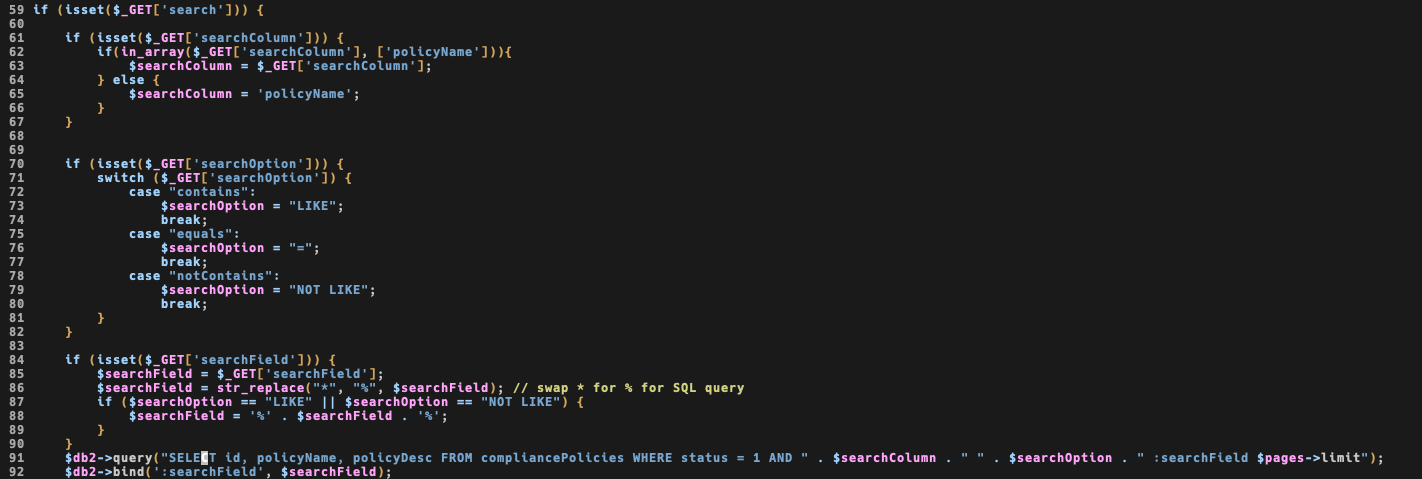 59 if (isset($_GET['search'])) {
60
61     if (isset($_GET['searchColumn'])) {
62         if(in_array($_GET['searchColumn'], ['policyName'])){
63             $searchColumn = $_GET['searchColumn'];
64         } else {
65             $searchColumn = 'policyName';
66         }
67     }
68
69
70     if (isset($_GET['searchOption'])) {
71         switch ($_GET['searchOption']) {
72             case "contains":
73                 $searchOption = "LIKE";
74                 break;
75             case "equals":
76                 $searchOption = "=";
77                 break;
78             case "notContains":
79                 $searchOption = "NOT LIKE";
80                 break;
81         }
82     }
83
84     if (isset($_GET['searchField'])) {
85         $searchField = $_GET['searchField'];
86         $searchField = str_replace("*", "%", $searchField); // swap * for % for SQL query
87         if ($searchOption == "LIKE" || $searchOption == "NOT LIKE") {
88             $searchField = '%' . $searchField . '%';
89         }
90     }
91     $db2->query("SELECT id, policyName, policyDesc FROM compliancePolicies WHERE status = 1 AND " . $searchColumn . " " . $searchOption . " :searchField $pages->limit");
92     $db2->bind(':searchField', $searchField);